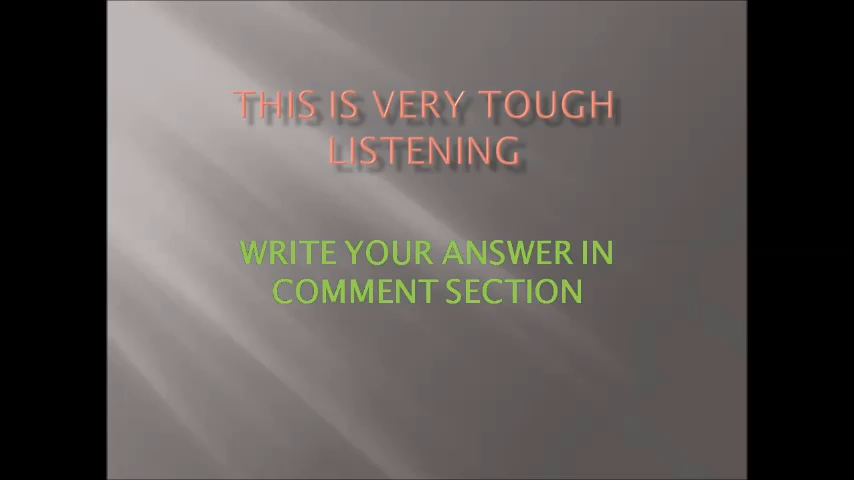 THIS IS VERY TOUGH
LISTENING
WRITE YOUR ANSWER IN
COMMENT SECTION